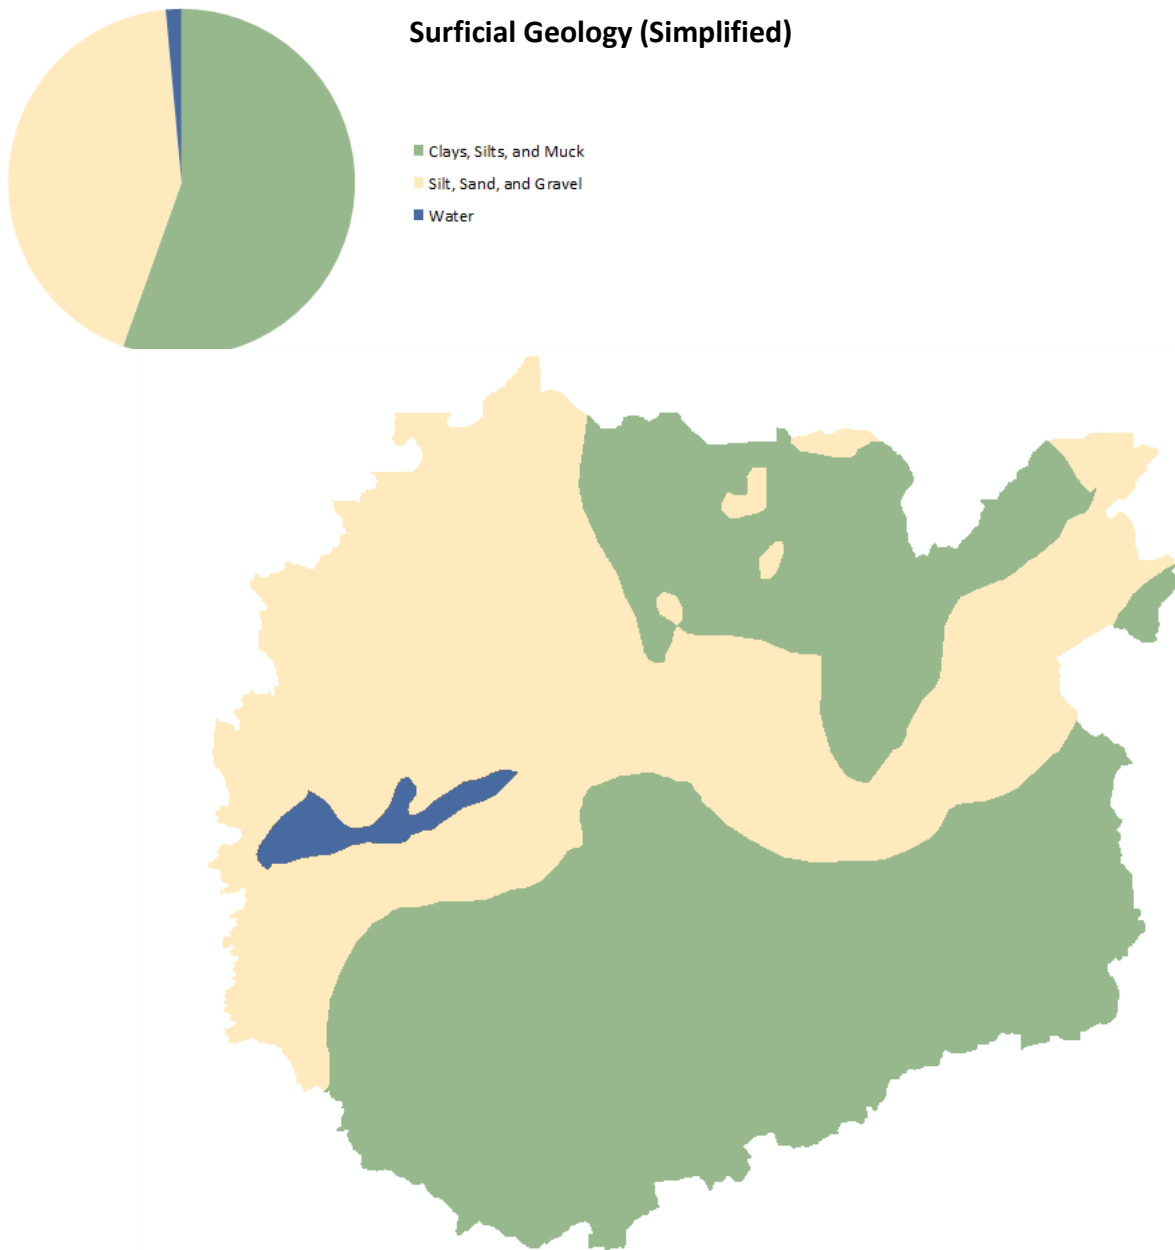 Surficial Geology (Simplified)
Clays, Silts, and Muck
Silt, Sand, and Gravel
Water